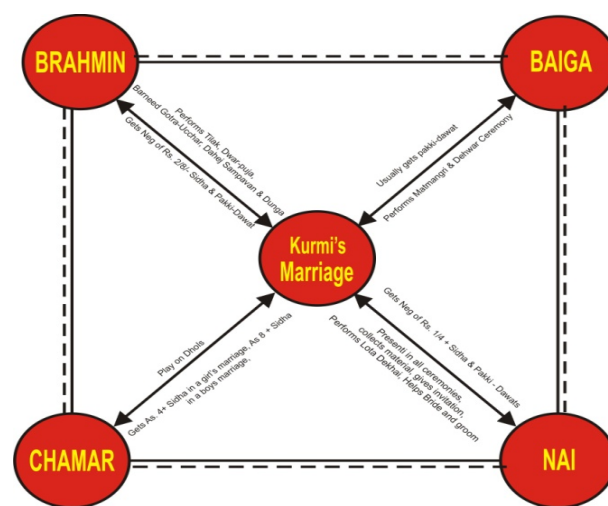 BRAHMIN
BAIGA
Performs Tilak, Dwar-puja,
Barneed Gotra-Ucchar, Dahej Sampavan & Dunga
Gets Neg of Rs. 2/8/- Sidha & Pakki-Dawat
Usually gets pakki-dawat
Performs Matmangri & Dehwar Ceremony
Kurmi's
Marriage
Play on Dhols
Gets As. 4+ Sidha in a girl's marriage, As 8 + Sidha
in a boys marriage,
Gets Neg of Rs. 1/4 + Sidha & Pakki - Dawats
Presenti in all ceremonies,
collects material, gives invitation,
Performs Lota Dekhai, Helps Bride and groom
CHAMAR
NAI